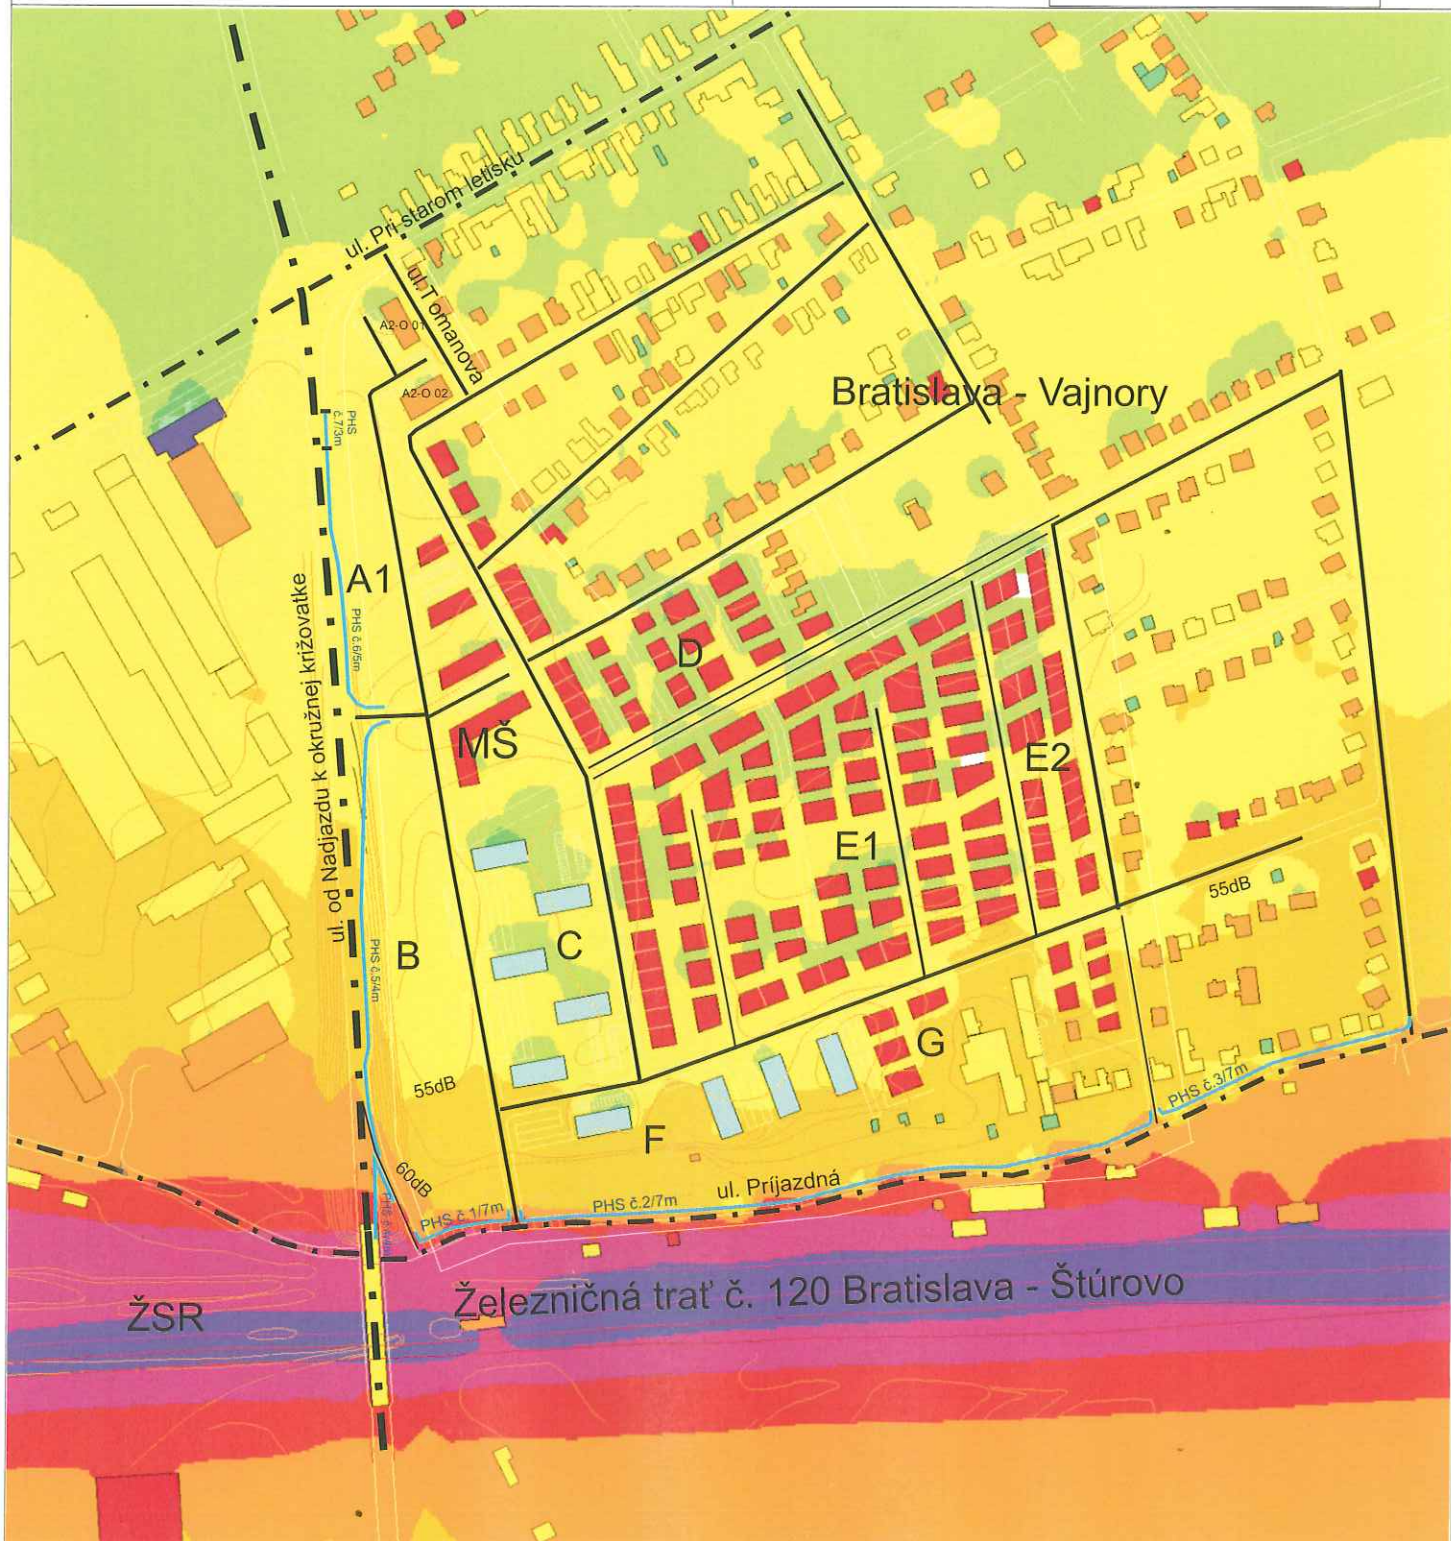 ul. Pri starom letisku
ul. Tomanova
A2-O 01
A2-O 02
Bratislava - Vajnory
PHS
č.7/3m
A1
PHS č.6/5m
ul. od Nadjazdu k okružnej križovatke
D
MŠ
E2
E1
B
C
PHS č.5/4m
55dB
55dB
G
F
PHS č.3/7m
60dB
ul. Príjazdná
PHS č.1/7m
PHS č.2/7m
Železničná trať č. 120 Bratislava - Štúrovo
ŽSR